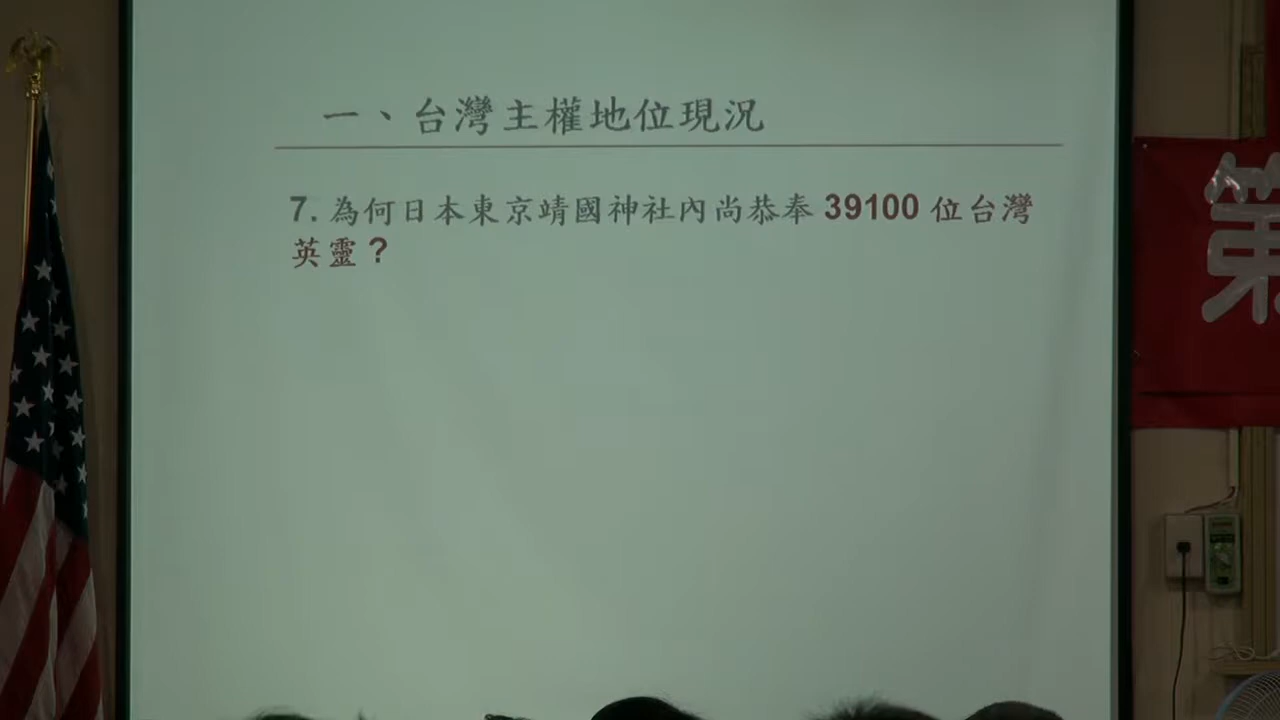 一、台灣主權地位現況
7. 為何日本東京靖國神社內尚恭奉 39100 位台灣
英靈？
第